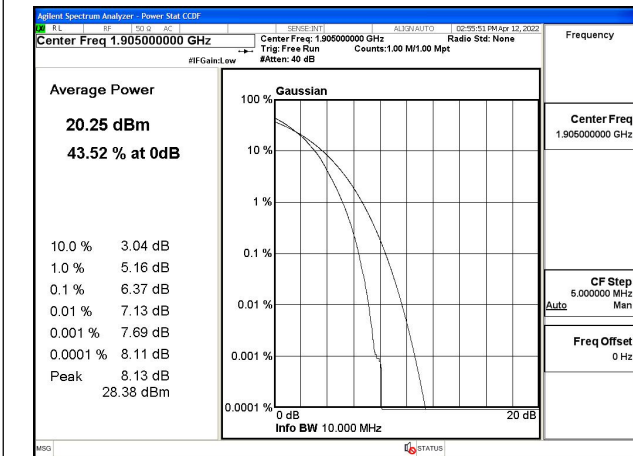 Agilent Spectrum Analyzer - Power Stat CCDF
LXI RL RF 50 Ω AC SENSE:INT ALIGN AUTO 02:55:51 PM Apr 12, 2022
Center Freq 1.905000000 GHz
Center Freq: 1.905000000 GHz Radio Std: None
Trig: Free Run Counts:1.00 M/1.00 Mpt
#IFGain:Low #Atten: 40 dB
Frequency
Average Power
20.25 dBm
43.52 % at 0dB
10.0 % 3.04 dB
1.0 % 5.16 dB
0.1 % 6.37 dB
0.01 % 7.13 dB
0.001 % 7.69 dB
0.0001 % 8.11 dB
Peak 8.13 dB
28.38 dBm
Gaussian
100 %
10 %
1 %
0.1 %
0.01 %
0.001 %
0.0001 %
0 dB 20 dB
Info BW 10.000 MHz
Center Freq
1.905000000 GHz
CF Step
5.000000 MHz
Auto Man
Freq Offset
0 Hz
MSG STATUS